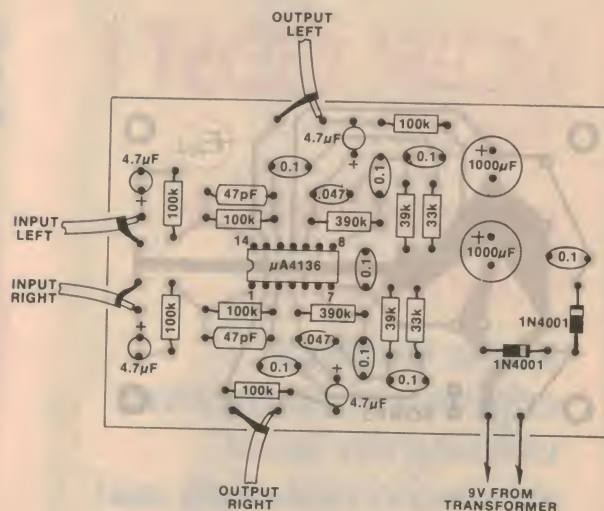 OUTPUT
LEFT
4.7µF
100k
0.1
1000µF
+
+
4.7µF
+
100k
0.1
47pF
.047
0.1
39k
33k
INPUT
LEFT
100k
390k
14
8
µA4136
0.1
+
1000µF
0.1
INPUT
RIGHT
1
7
100k
390k
39k
33k
1N4001
+
100k
47pF
.047
0.1
1N4001
4.7µF
0.1
+
0.1
100k
4.7µF
OUTPUT
RIGHT
9V FROM
TRANSFORMER